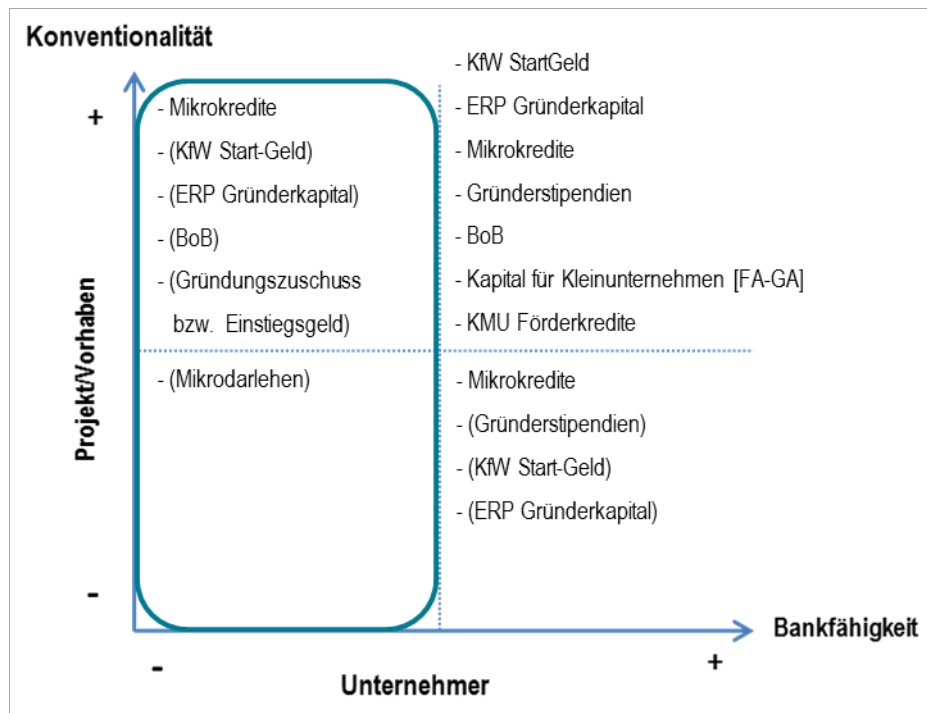 Konventionalität
+
- Mikrokredite
- (KfW Start-Geld)
- (ERP Gründerkapital)
- (BoB)
- (Gründungszuschuss
bzw. Einstiegsgeld)
- KfW StartGeld
- ERP Gründerkapital
- Mikrokredite
- Gründerstipendien
- BoB
- Kapital für Kleinunternehmen [FA-GA]
- KMU Förderkredite
Projekt/Vorhaben
- (Mikrodarlehen)
- Mikrokredite
- (Gründerstipendien)
- (KfW Start-Geld)
- (ERP Gründerkapital)
-
Bankfähigkeit
-
+
Unternehmer